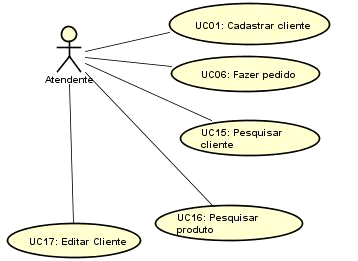 UC01: Cadastrar cliente
UC06: Fazer pedido
Atendente
UC15: Pesquisar
cliente
UC16: Pesquisar
produto
UC17: Editar Cliente